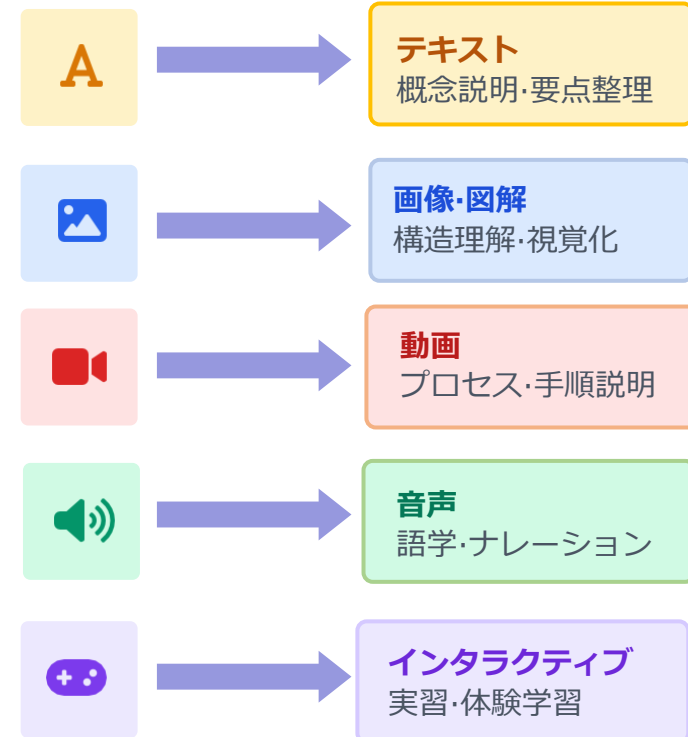 A
テキスト
概念説明·要点整理
画像·図解
構造理解·視覚化
動画
プロセス·手順説明
音声
語学·ナレーション
インタラクティブ
実習·体験学習